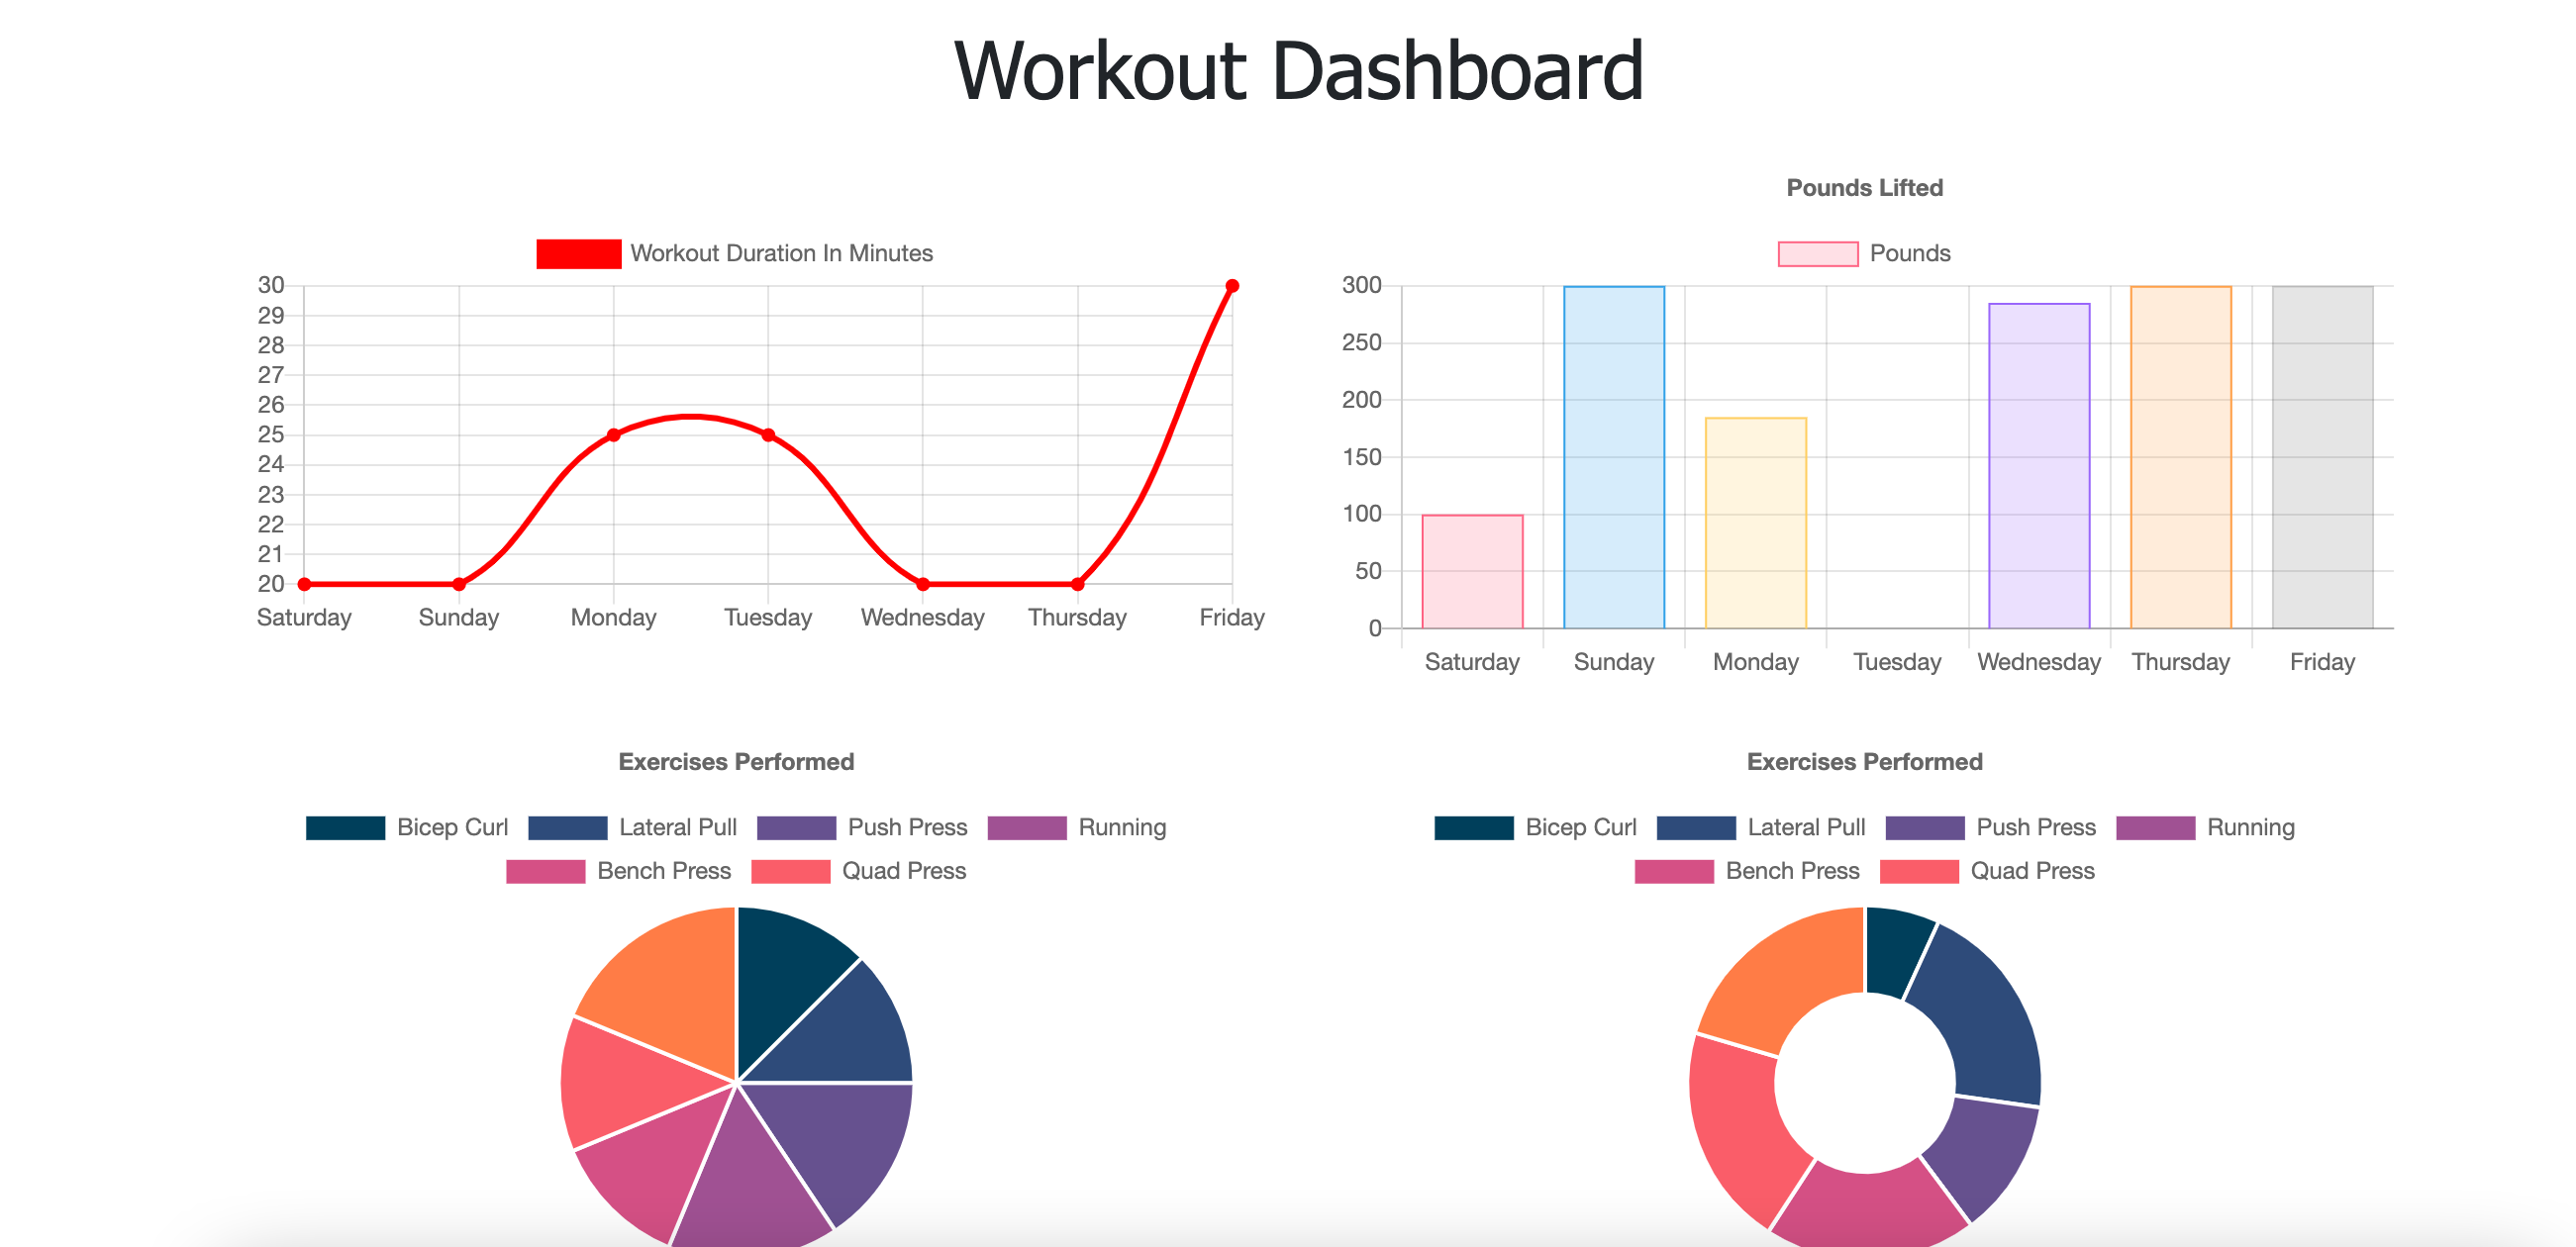 Workout Dashboard
Workout Duration In Minutes
30
29
28
27
26
25
24
23
22
21
20
Saturday Sunday Monday Tuesday Wednesday Thursday Friday
Pounds Lifted
Pounds
300
250
200
150
100
50
0
Saturday Sunday Monday Tuesday Wednesday Thursday Friday
Exercises Performed
Bicep Curl Lateral Pull Push Press Running
Bench Press Quad Press
Exercises Performed
Bicep Curl Lateral Pull Push Press Running
Bench Press Quad Press